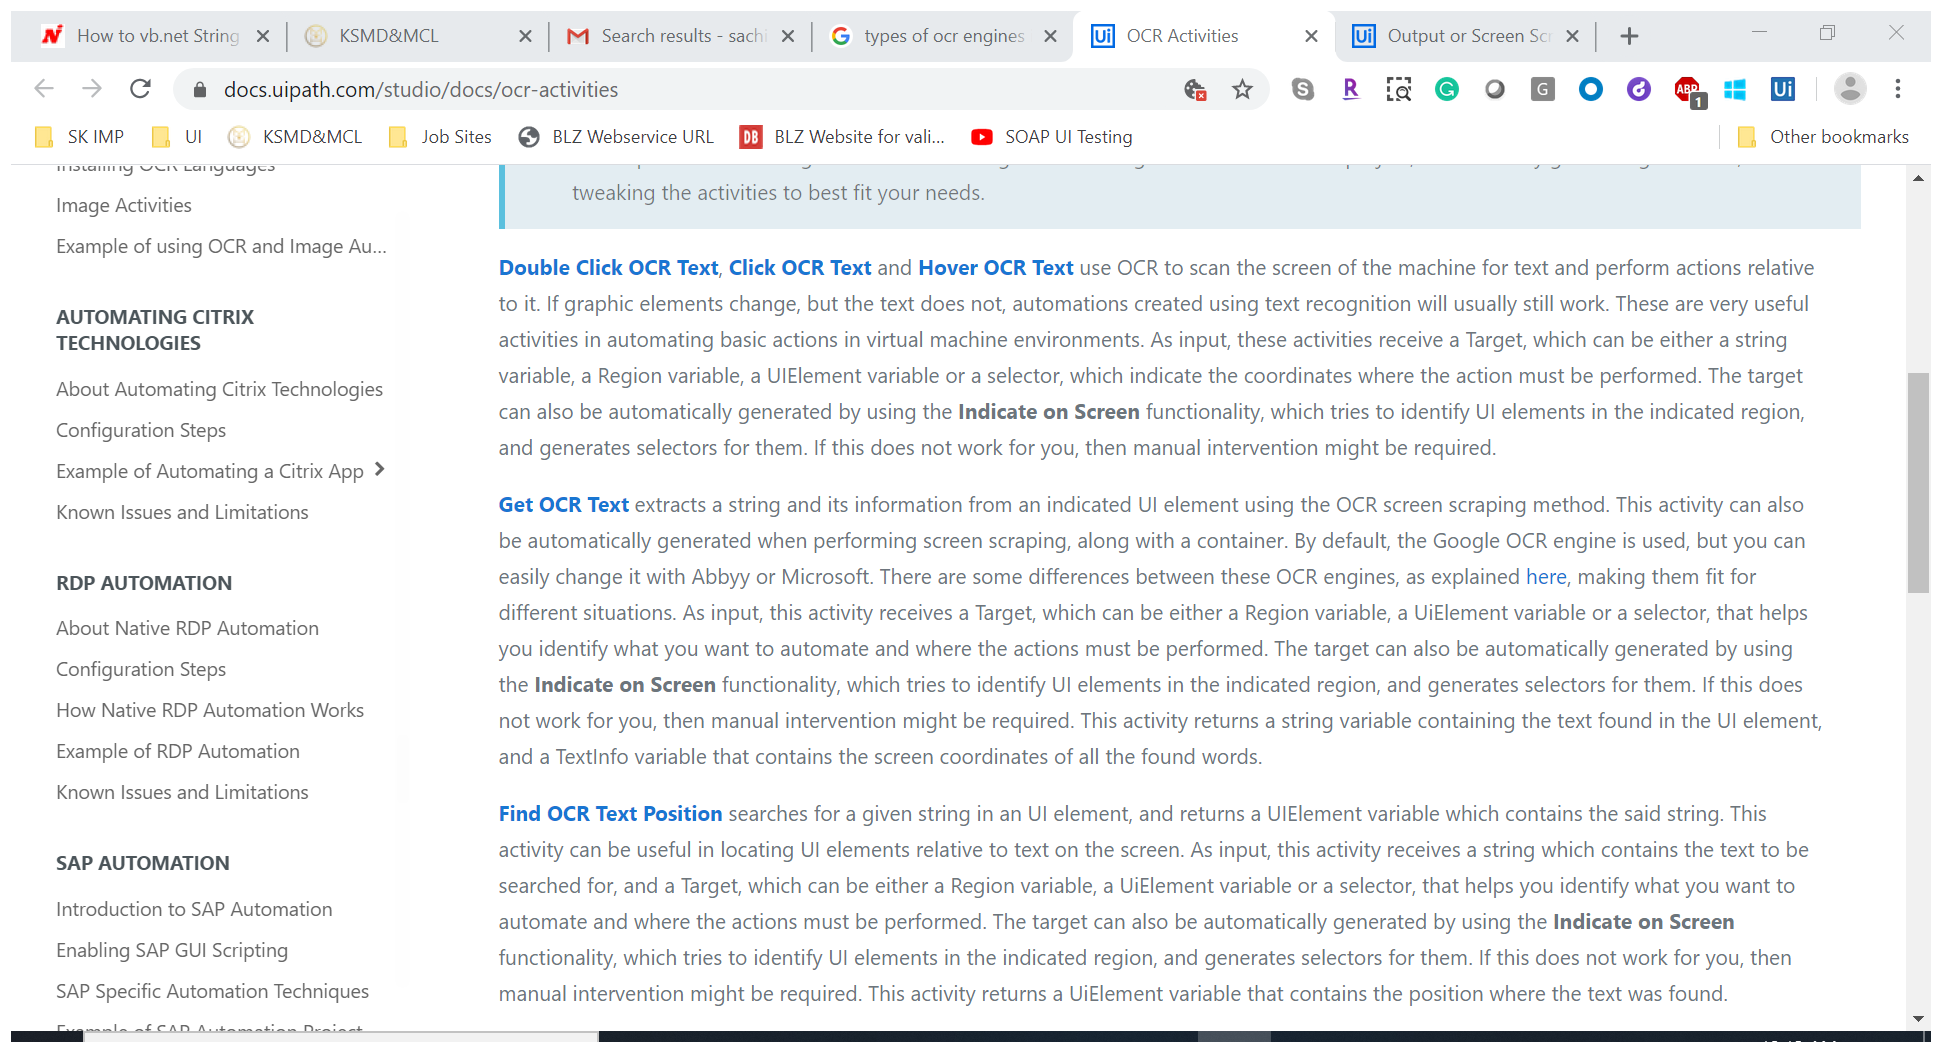 How to vb.net String
KSMD&MCL
Search results - sachi
types of ocr engines
Ui OCR Activities
Ui Output or Screen Scr
docs.uipath.com/studio/docs/ocr-activities
SK IMP
UI
KSMD&MCL
Job Sites
BLZ Webservice URL
DB BLZ Website for vali...
SOAP UI Testing
Other bookmarks
Installing OCR Languages
Image Activities
Example of using OCR and Image Au...
AUTOMATING CITRIX
TECHNOLOGIES
About Automating Citrix Technologies
Configuration Steps
Example of Automating a Citrix App
Known Issues and Limitations
RDP AUTOMATION
About Native RDP Automation
Configuration Steps
How Native RDP Automation Works
Example of RDP Automation
Known Issues and Limitations
SAP AUTOMATION
Introduction to SAP Automation
Enabling SAP GUI Scripting
SAP Specific Automation Techniques
Example of SAP Automation Project
tweaking the activities to best fit your needs.
Double Click OCR Text, Click OCR Text and Hover OCR Text use OCR to scan the screen of the machine for text and perform actions relative
to it. If graphic elements change, but the text does not, automations created using text recognition will usually still work. These are very useful
activities in automating basic actions in virtual machine environments. As input, these activities receive a Target, which can be either a string
variable, a Region variable, a UIElement variable or a selector, which indicate the coordinates where the action must be performed. The target
can also be automatically generated by using the Indicate on Screen functionality, which tries to identify UI elements in the indicated region,
and generates selectors for them. If this does not work for you, then manual intervention might be required.
Get OCR Text extracts a string and its information from an indicated UI element using the OCR screen scraping method. This activity can also
be automatically generated when performing screen scraping, along with a container. By default, the Google OCR engine is used, but you can
easily change it with Abbyy or Microsoft. There are some differences between these OCR engines, as explained here, making them fit for
different situations. As input, this activity receives a Target, which can be either a Region variable, a UiElement variable or a selector, that helps
you identify what you want to automate and where the actions must be performed. The target can also be automatically generated by using
the Indicate on Screen functionality, which tries to identify UI elements in the indicated region, and generates selectors for them. If this does
not work for you, then manual intervention might be required. This activity returns a string variable containing the text found in the UI element,
and a TextInfo variable that contains the screen coordinates of all the found words.
Find OCR Text Position searches for a given string in an UI element, and returns a UIElement variable which contains the said string. This
activity can be useful in locating UI elements relative to text on the screen. As input, this activity receives a string which contains the text to be
searched for, and a Target, which can be either a Region variable, a UiElement variable or a selector, that helps you identify what you want to
automate and where the actions must be performed. The target can also be automatically generated by using the Indicate on Screen
functionality, which tries to identify UI elements in the indicated region, and generates selectors for them. If this does not work for you, then
manual intervention might be required. This activity returns a UiElement variable that contains the position where the text was found.